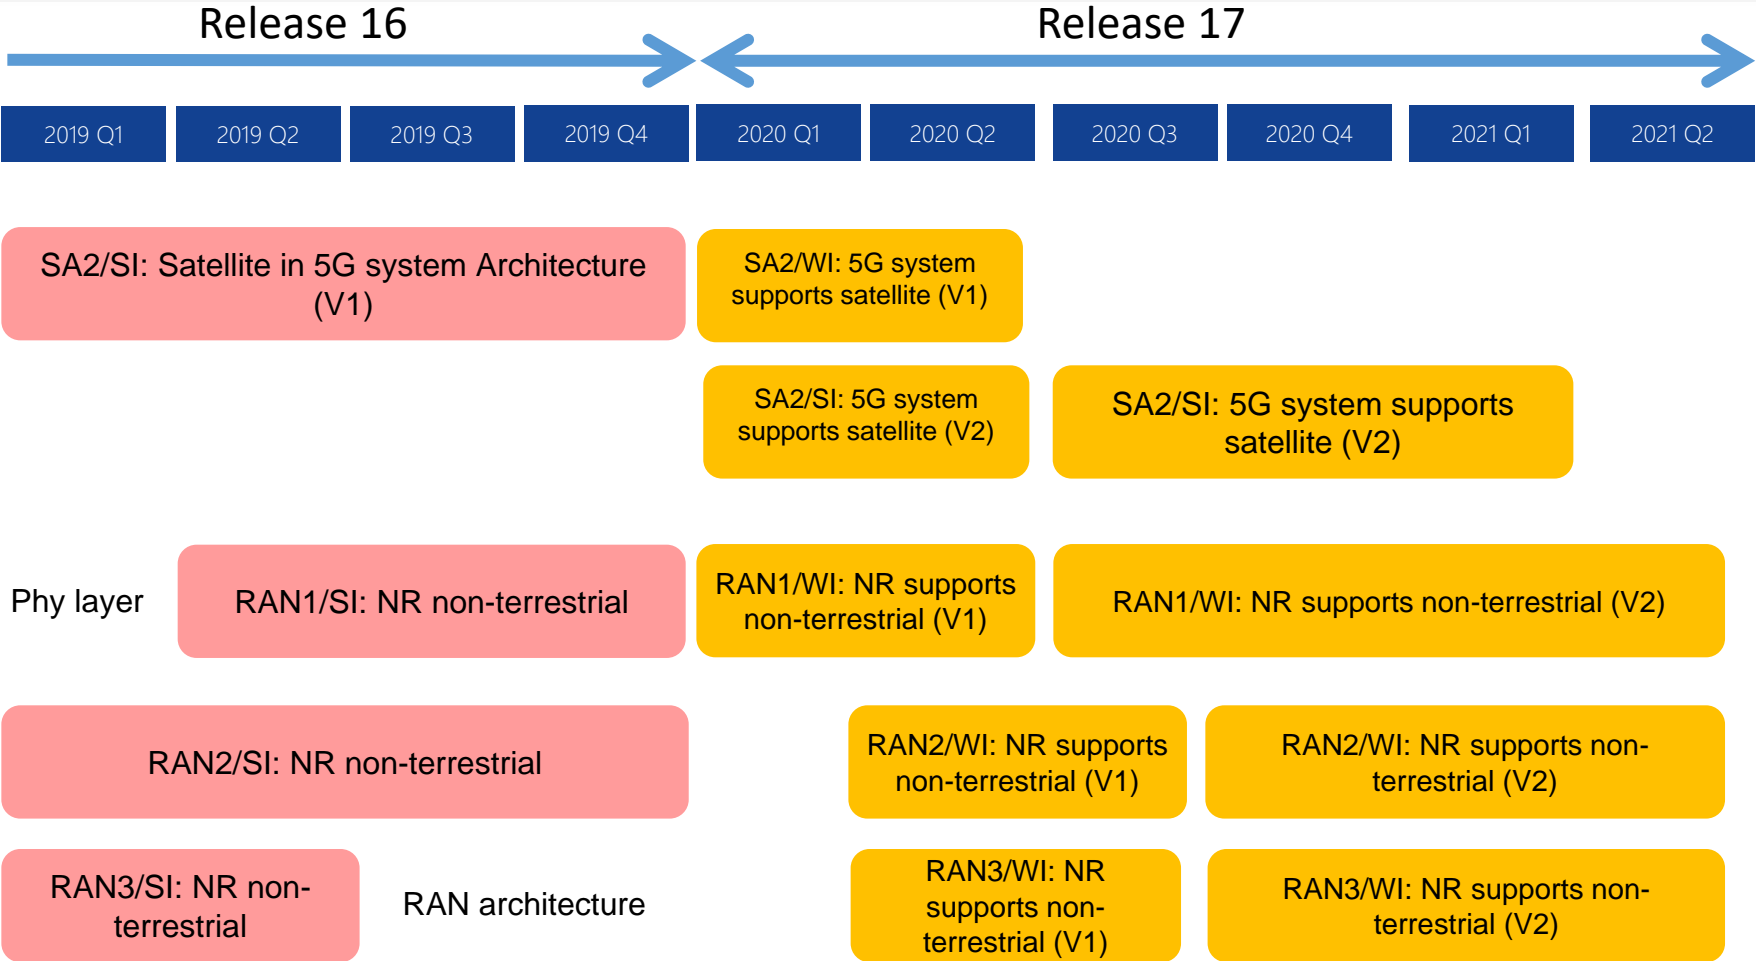 Release 16
Release 17
2019 Q1
2019 Q2
2019 Q3
2019 Q4
2020 Q1
2020 Q2
2020 Q3
2020 Q4
2021 Q1
2021 Q2
SA2/SI: Satellite in 5G system Architecture
(V1)
SA2/WI: 5G system
supports satellite (V1)
SA2/SI: 5G system
supports satellite (V2)
SA2/SI: 5G system supports
satellite (V2)
Phy layer
RAN1/SI: NR non-terrestrial
RAN1/WI: NR supports
non-terrestrial (V1)
RAN1/WI: NR supports non-terrestrial (V2)
RAN2/SI: NR non-terrestrial
RAN2/WI: NR supports
non-terrestrial (V1)
RAN2/WI: NR supports non-
terrestrial (V2)
RAN3/SI: NR non-
terrestrial
RAN architecture
RAN3/WI: NR
supports non-
terrestrial (V1)
RAN3/WI: NR supports non-
terrestrial (V2)